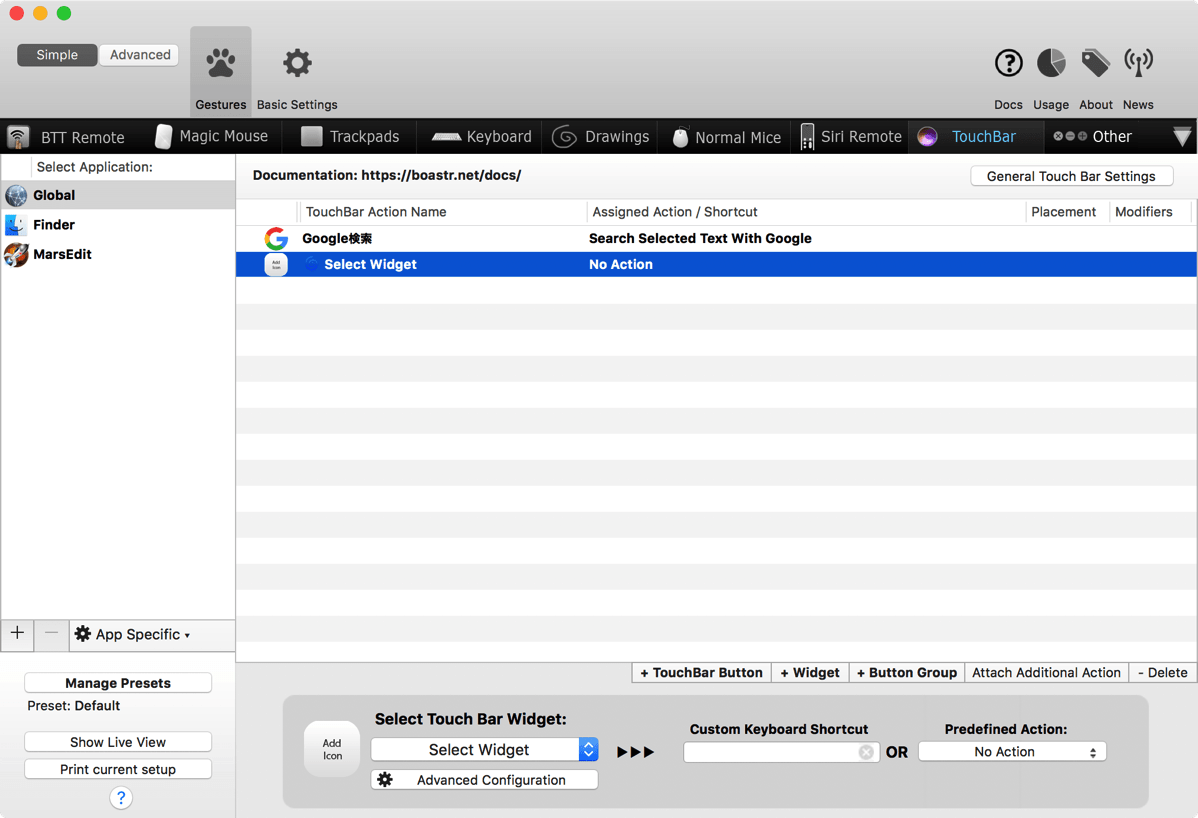 Simple Advanced
Gestures Basic Settings Docs Usage About News
BTT Remote Magic Mouse Trackpads Keyboard Drawings Normal Mice Siri Remote TouchBar Other
Select Application:
Global
Finder
MarsEdit
Documentation: https://boastr.net/docs/
General Touch Bar Settings
TouchBar Action Name Assigned Action / Shortcut Placement Modifiers
Google検索 Search Selected Text With Google
Add
Icon
Select Widget No Action
+ − App Specific ▾
+ TouchBar Button + Widget + Button Group Attach Additional Action - Delete
Manage Presets
Preset: Default
Show Live View
Print current setup
?
Add
Icon
Select Touch Bar Widget:
Select Widget
Advanced Configuration
Custom Keyboard Shortcut
OR
Predefined Action:
No Action